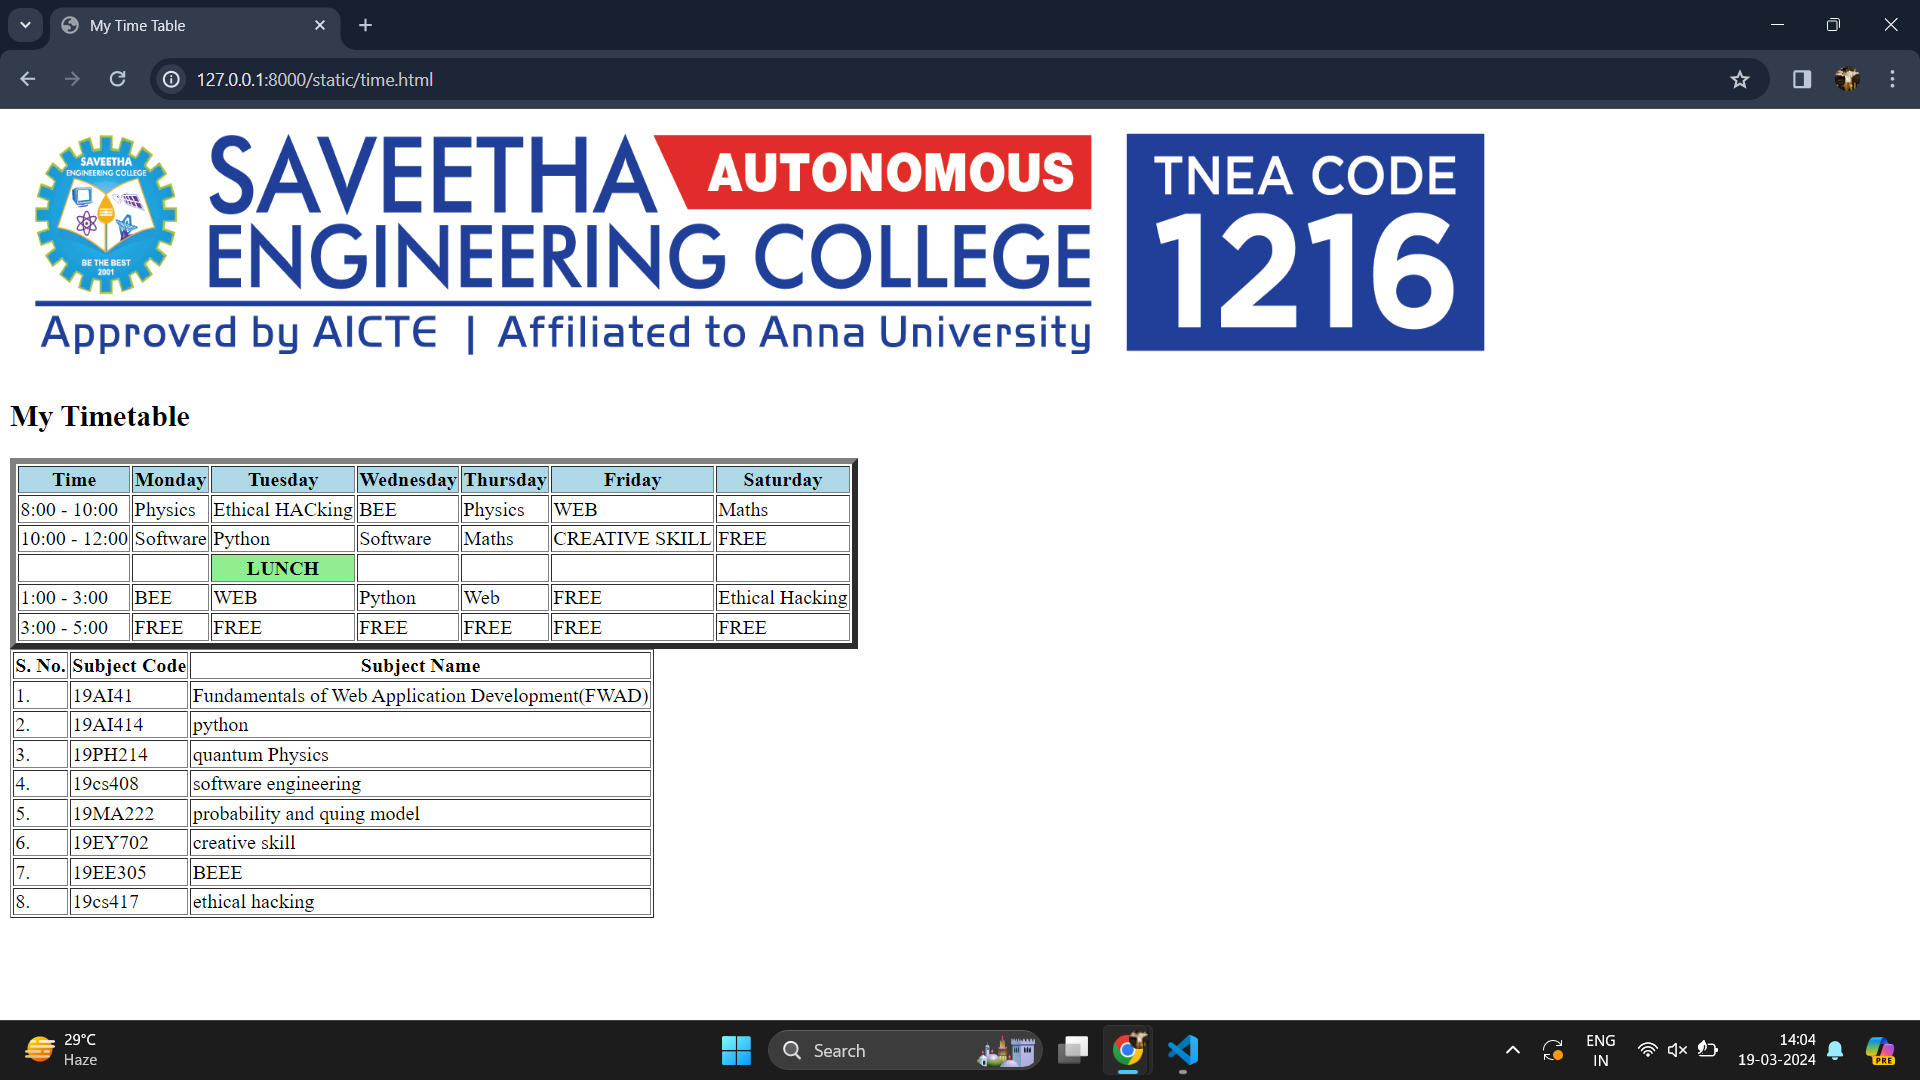 My Time Table
127.0.0.1:8000/static/time.html
SAVEETHA
ENGINEERING COLLEGE
BE THE BEST
2001
SAVEETHA AUTONOMOUS
ENGINEERING COLLEGE
Approved by AICTE | Affiliated to Anna University
TNEA CODE
1216
My Timetable
Time Monday Tuesday Wednesday Thursday Friday Saturday
8:00 - 10:00 Physics Ethical HACking BEE Physics WEB Maths
10:00 - 12:00 Software Python Software Maths CREATIVE SKILL FREE
LUNCH
1:00 - 3:00 BEE WEB Python Web FREE Ethical Hacking
3:00 - 5:00 FREE FREE FREE FREE FREE FREE
S. No. Subject Code Subject Name
1. 19AI41 Fundamentals of Web Application Development(FWAD)
2. 19AI414 python
3. 19PH214 quantum Physics
4. 19cs408 software engineering
5. 19MA222 probability and quing model
6. 19EY702 creative skill
7. 19EE305 BEEE
8. 19cs417 ethical hacking
29°C
Haze
Search
ENG
IN
14:04
19-03-2024
PRE